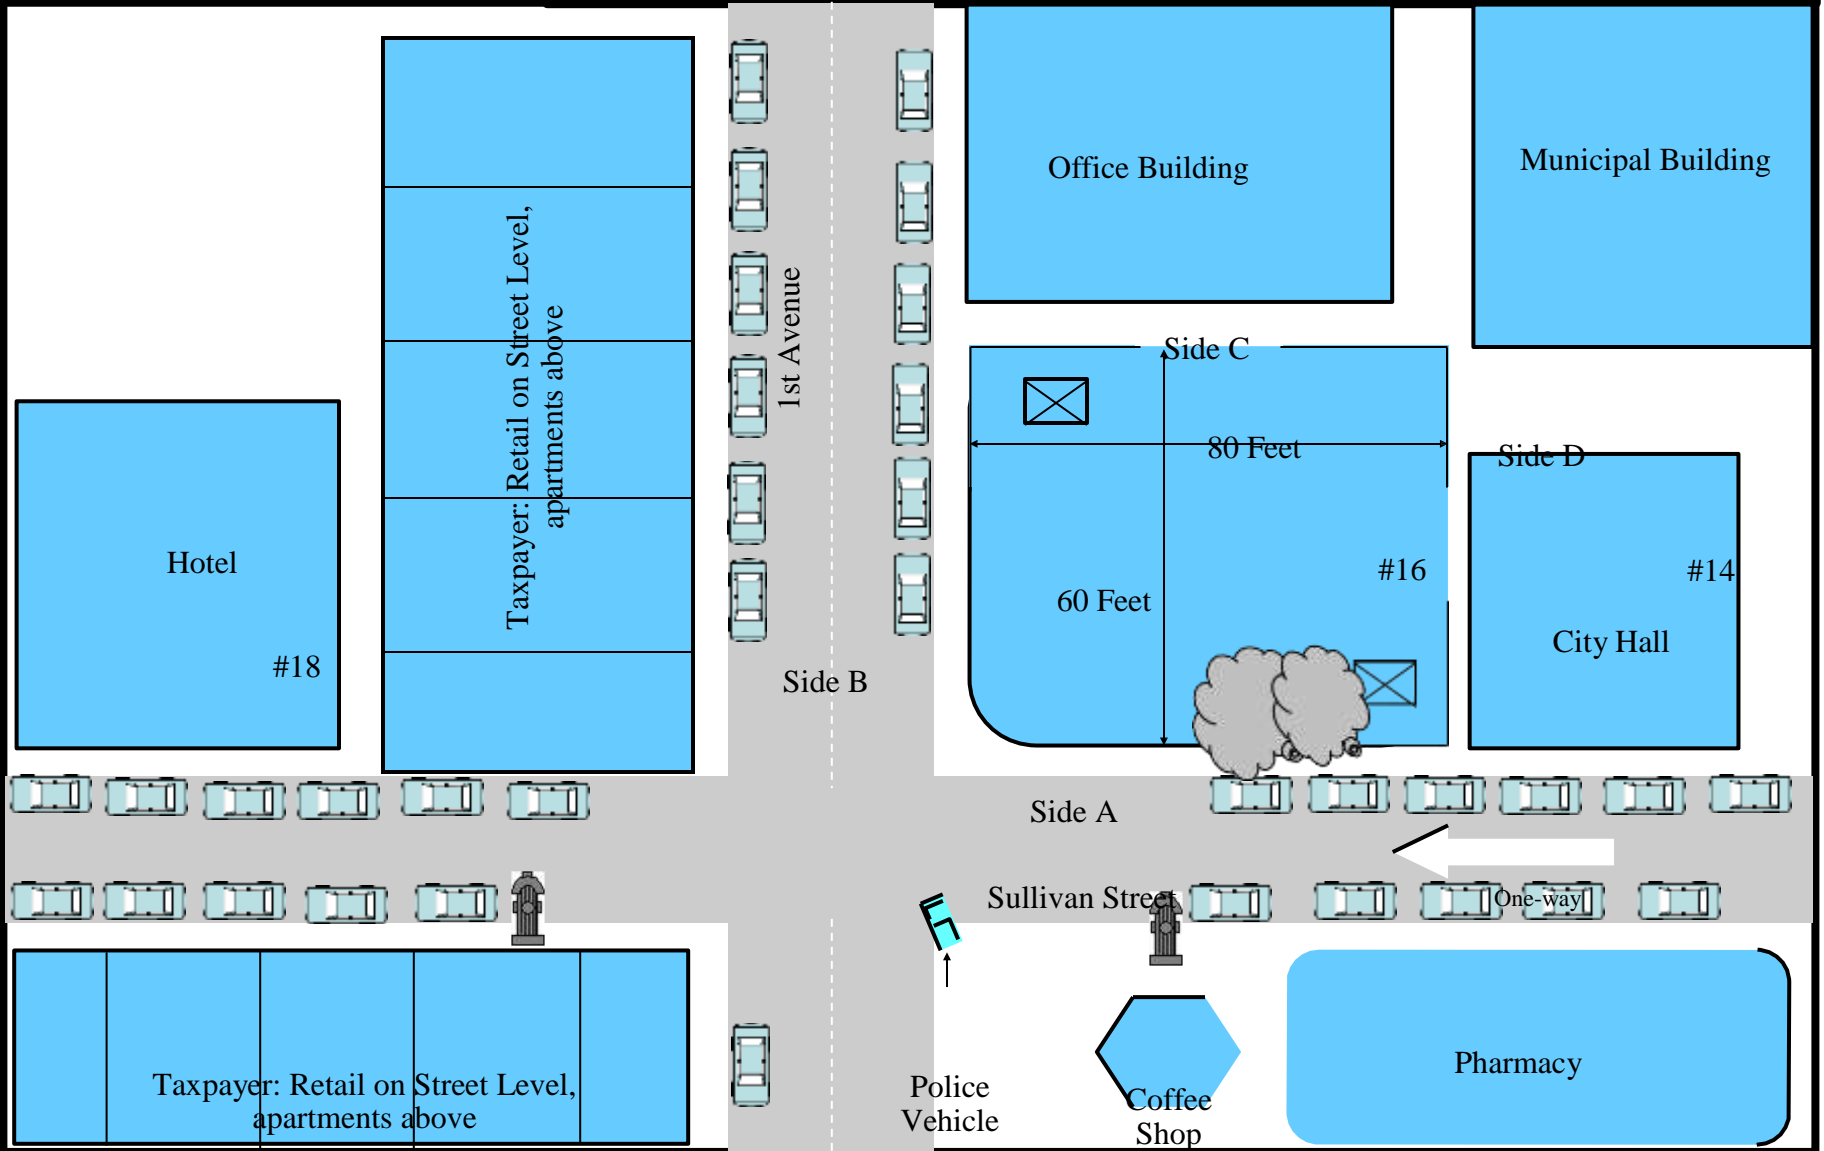 Office Building
Municipal Building
Taxpayer: Retail on Street Level,
apartments above
1st Avenue
Side C
80 Feet
Side D
Hotel
#16
#14
60 Feet
City Hall
#18
Side B
Side A
Sullivan Street
One-way
Pharmacy
Taxpayer: Retail on Street Level,
apartments above
Police
Vehicle
Coffee
Shop